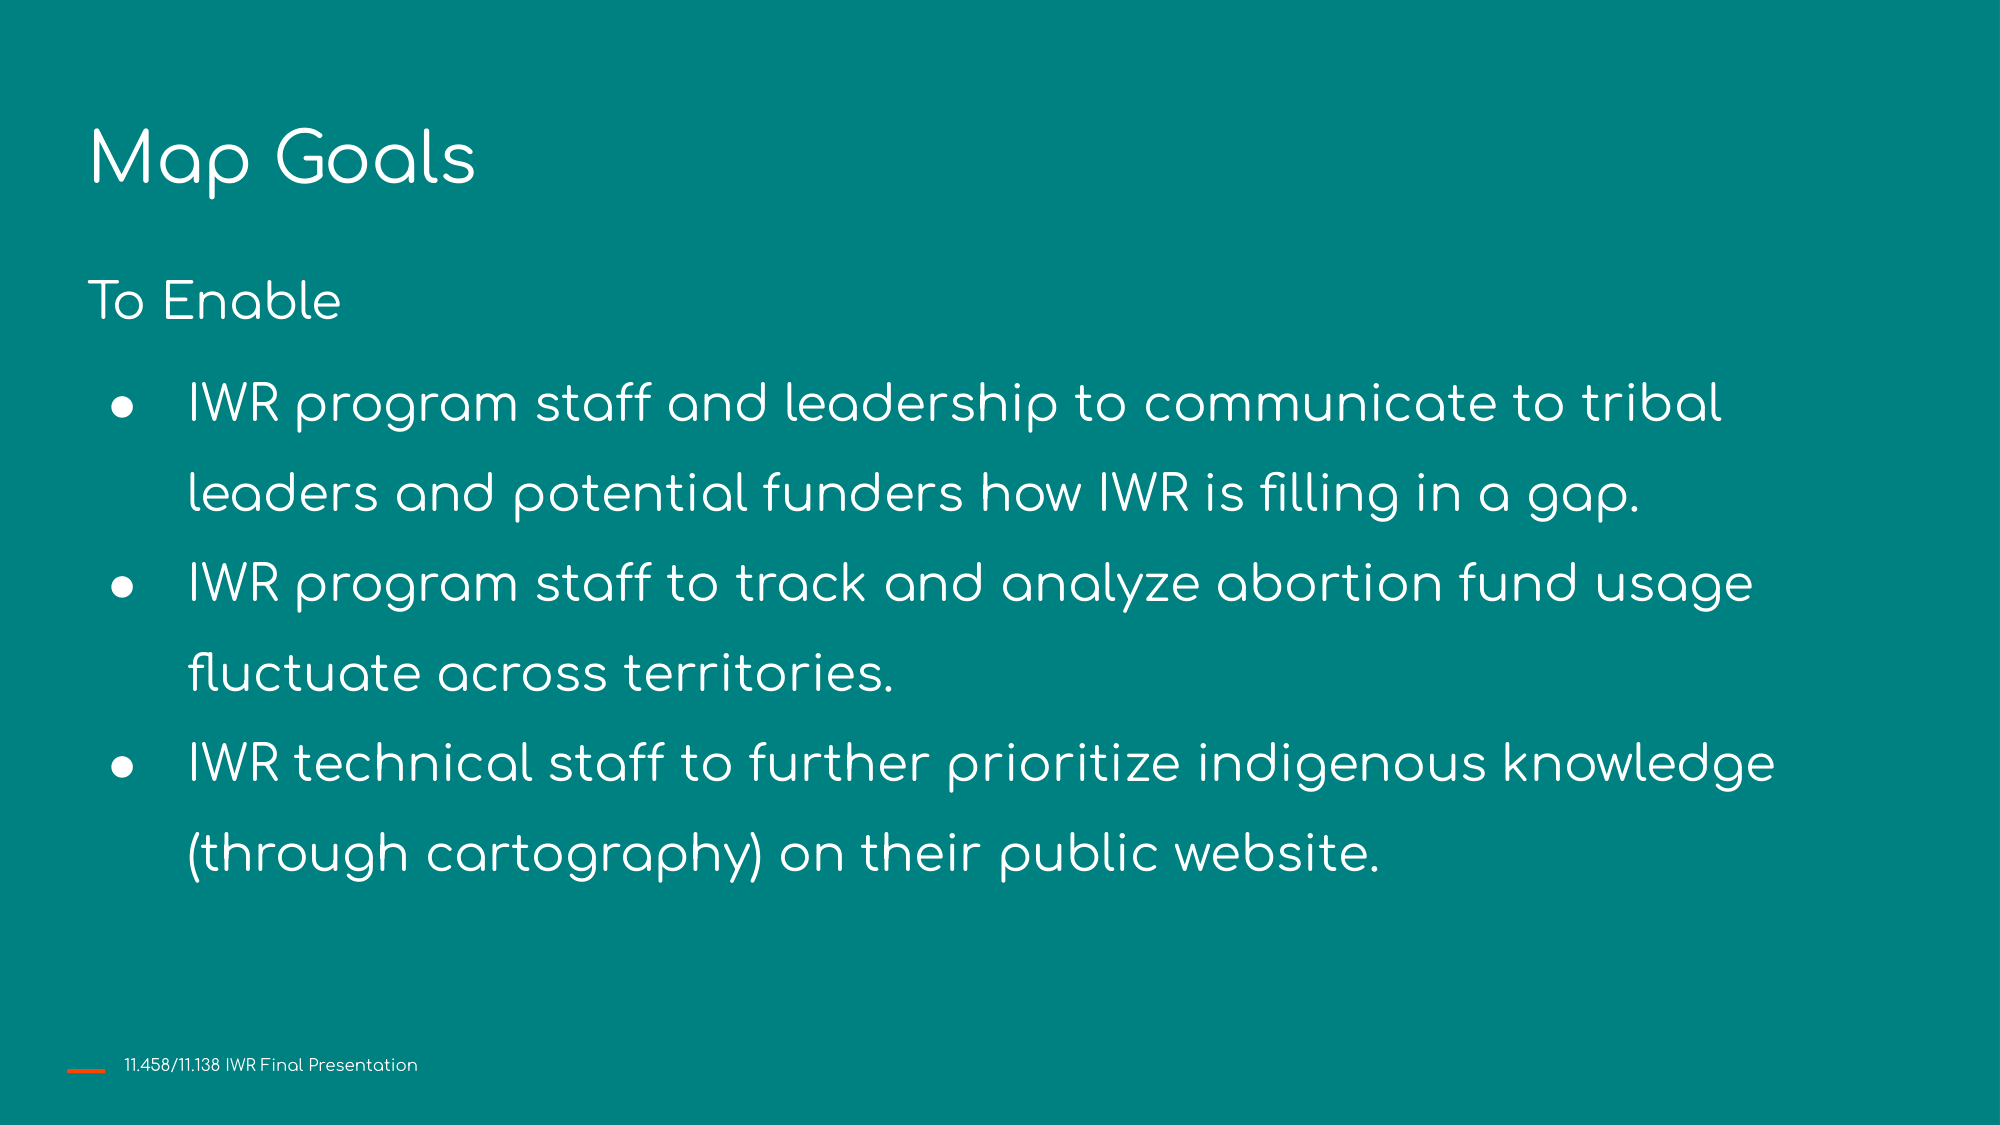 Map Goals
To Enable
● IWR program staff and leadership to communicate to tribal
leaders and potential funders how IWR is filling in a gap.
● IWR program staff to track and analyze abortion fund usage
fluctuate across territories.
● IWR technical staff to further prioritize indigenous knowledge
(through cartography) on their public website.
11.458/11.138 IWR Final Presentation